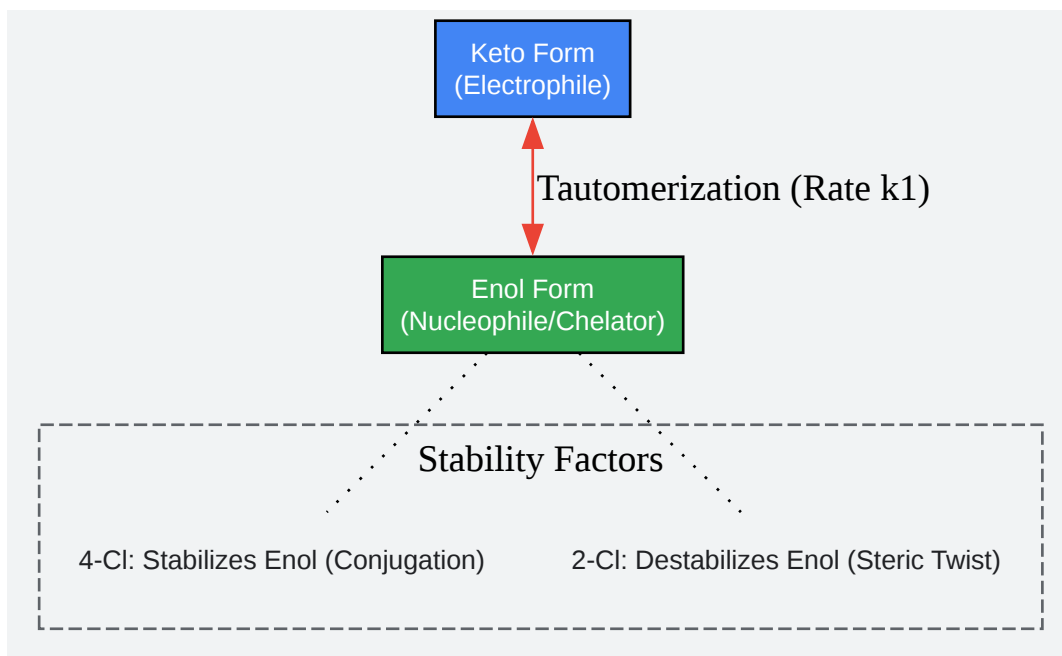 Keto Form
(Electrophile)
Tautomerization (Rate k1)
Enol Form
(Nucleophile/Chelator)
Stability Factors
4-Cl: Stabilizes Enol (Conjugation)
2-Cl: Destabilizes Enol (Steric Twist)